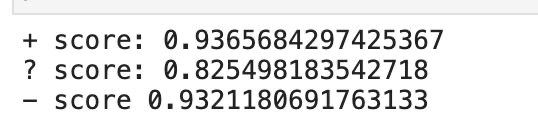 + score: 0.9365684297425367
? score: 0.825498183542718
- score 0.9321180691763133